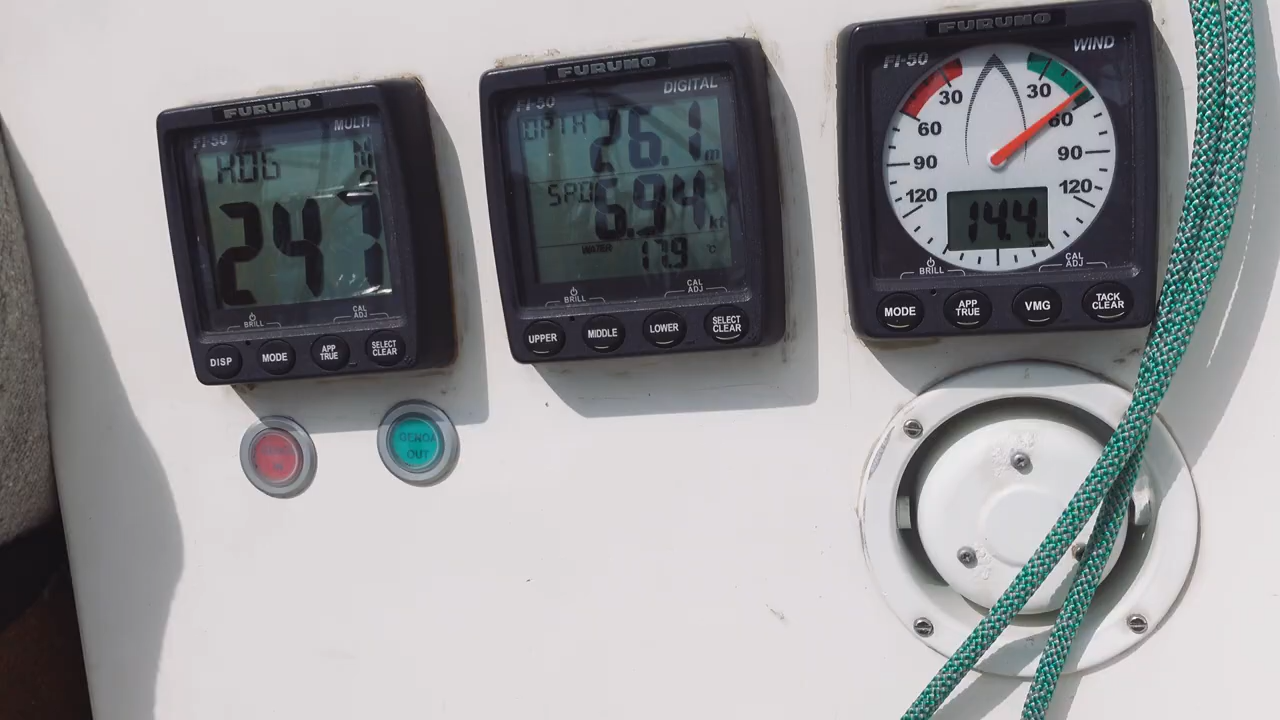 FURUNO
FI-50
MULTI
HDG
247
BRILL
CAL
ADJ
DISP
MODE
APP
TRUE
SELECT
CLEAR
FURUNO
FI-50
DIGITAL
DPTH
26.1
m
SPD
6.94
kt
WATER
17.9
°C
BRILL
CAL
ADJ
UPPER
MIDDLE
LOWER
SELECT
CLEAR
FURUNO
FI-50
WIND
30
30
60
60
90
90
120
120
14.4
BRILL
CAL
ADJ
MODE
APP
TRUE
VMG
TACK
CLEAR
GENOA
OUT